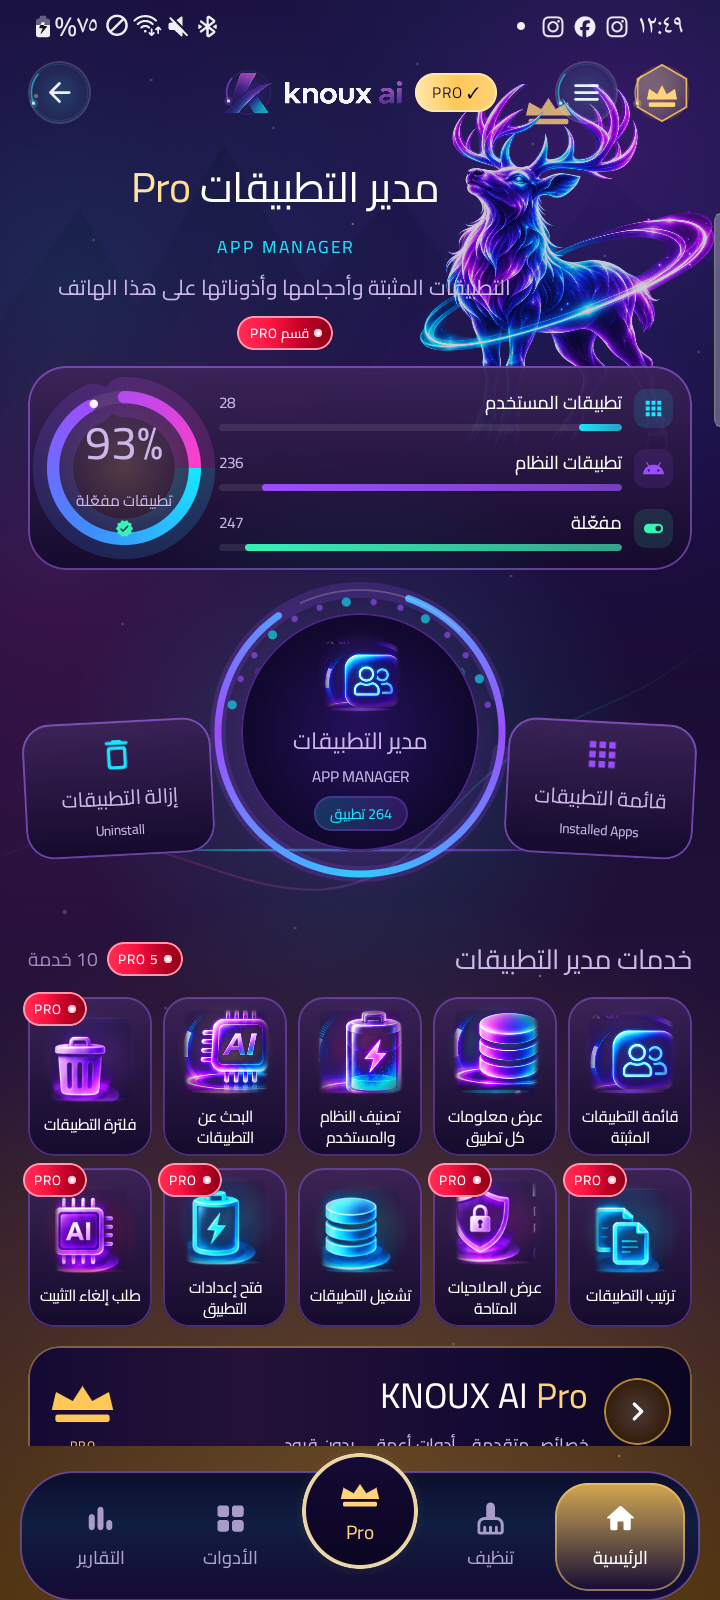 ١٢:٤٩
%٧٥
knoux ai
PRO ✓
مدير التطبيقات Pro
APP MANAGER
التطبيقات المثبتة وأحجامها وأذوناتها على هذا الهاتف
قسم PRO
تطبيقات المستخدم
28
تطبيقات النظام
236
مفعّلة
247
93%
تطبيقات مفعّلة
مدير التطبيقات
APP MANAGER
264 تطبيق
قائمة التطبيقات
Installed Apps
إزالة التطبيقات
Uninstall
خدمات مدير التطبيقات
PRO 5
10 خدمة
قائمة التطبيقات
المثبتة
عرض معلومات
كل تطبيق
تصنيف النظام
والمستخدم
البحث عن
التطبيقات
AI
PRO
فلترة التطبيقات
PRO
ترتيب التطبيقات
PRO
عرض الصلاحيات
المتاحة
تشغيل التطبيقات
PRO
فتح إعدادات
التطبيق
PRO
AI
طلب إلغاء التثبيت
KNOUX AI Pro
PRO
الرئيسية
تنظيف
Pro
الأدوات
التقارير